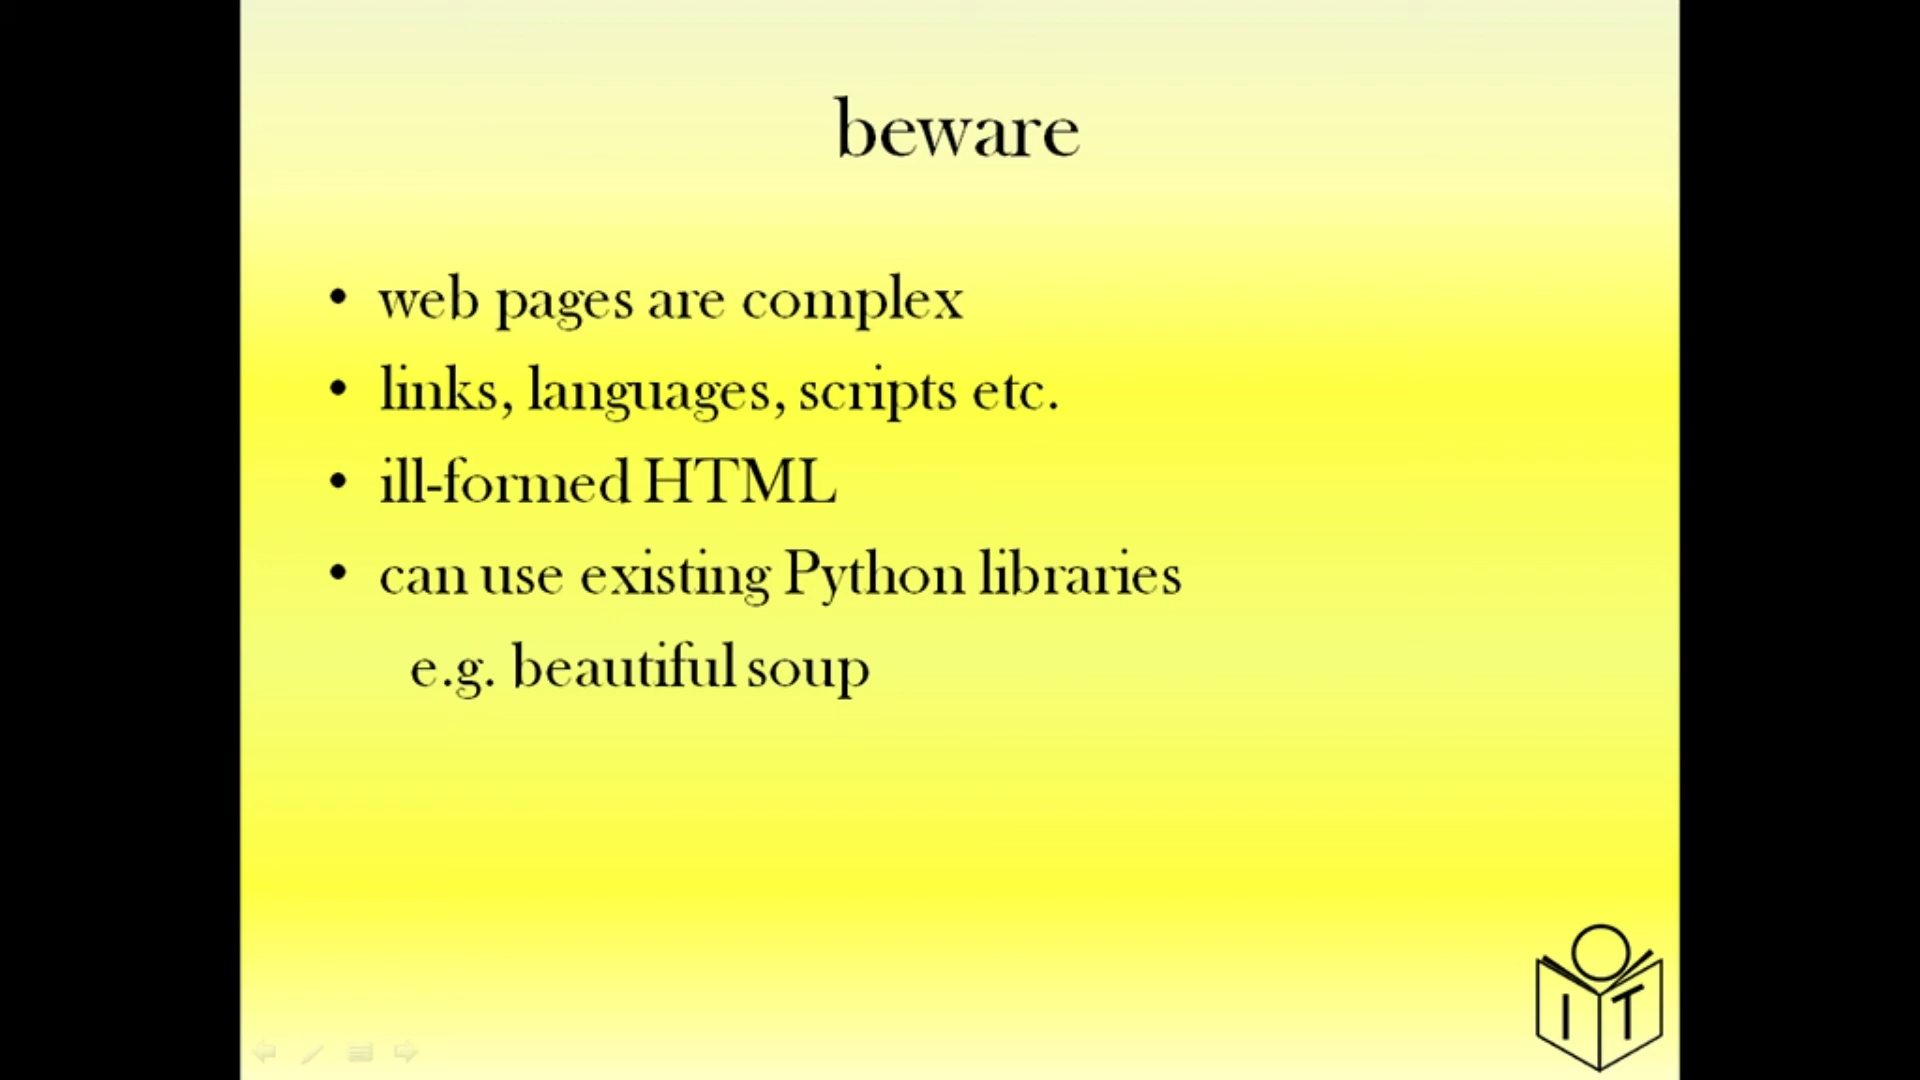 beware
• web pages are complex
• links, languages, scripts etc.
• ill-formed HTML
• can use existing Python libraries
e.g. beautiful soup
I T